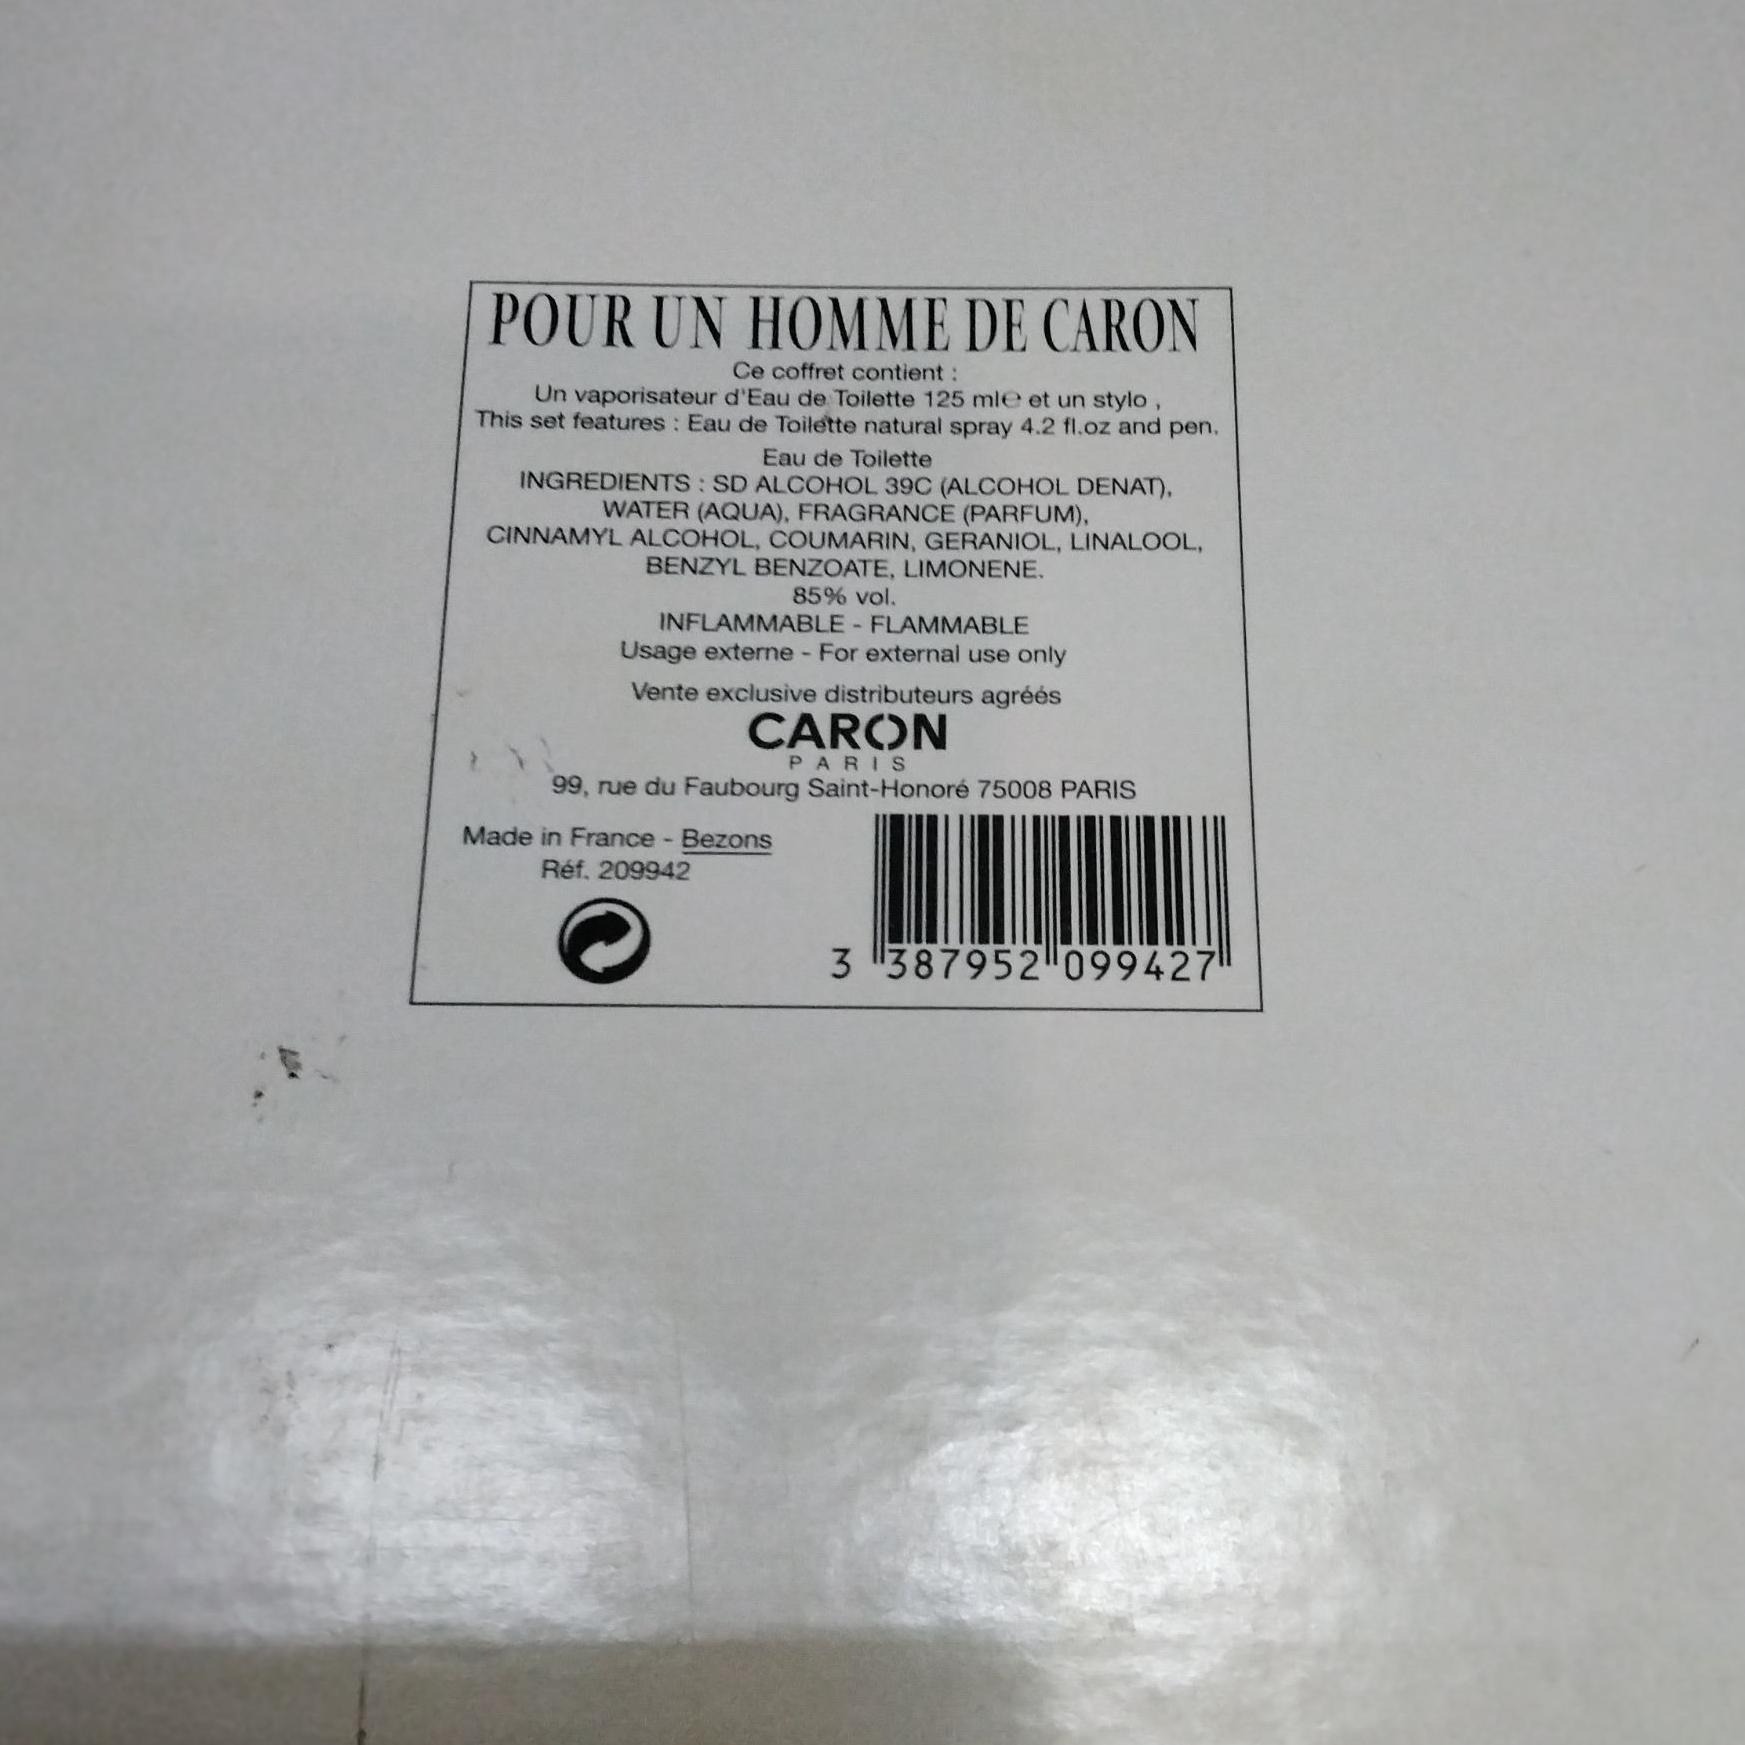 POUR UN HOMME DE CARON
Ce coffret contient :
Un vaporisateur d'Eau de Toilette 125 ml℮ et un stylo ,
This set features : Eau de Toilette natural spray 4.2 fl.oz and pen.
Eau de Toilette
INGREDIENTS : SD ALCOHOL 39C (ALCOHOL DENAT),
WATER (AQUA), FRAGRANCE (PARFUM),
CINNAMYL ALCOHOL, COUMARIN, GERANIOL, LINALOOL,
BENZYL BENZOATE, LIMONENE.
85% vol.
INFLAMMABLE - FLAMMABLE
Usage externe - For external use only
Vente exclusive distributeurs agréés
CARON
PARIS
99, rue du Faubourg Saint-Honoré 75008 PARIS
Made in France - Bezons
Réf. 209942
3 387952 099427